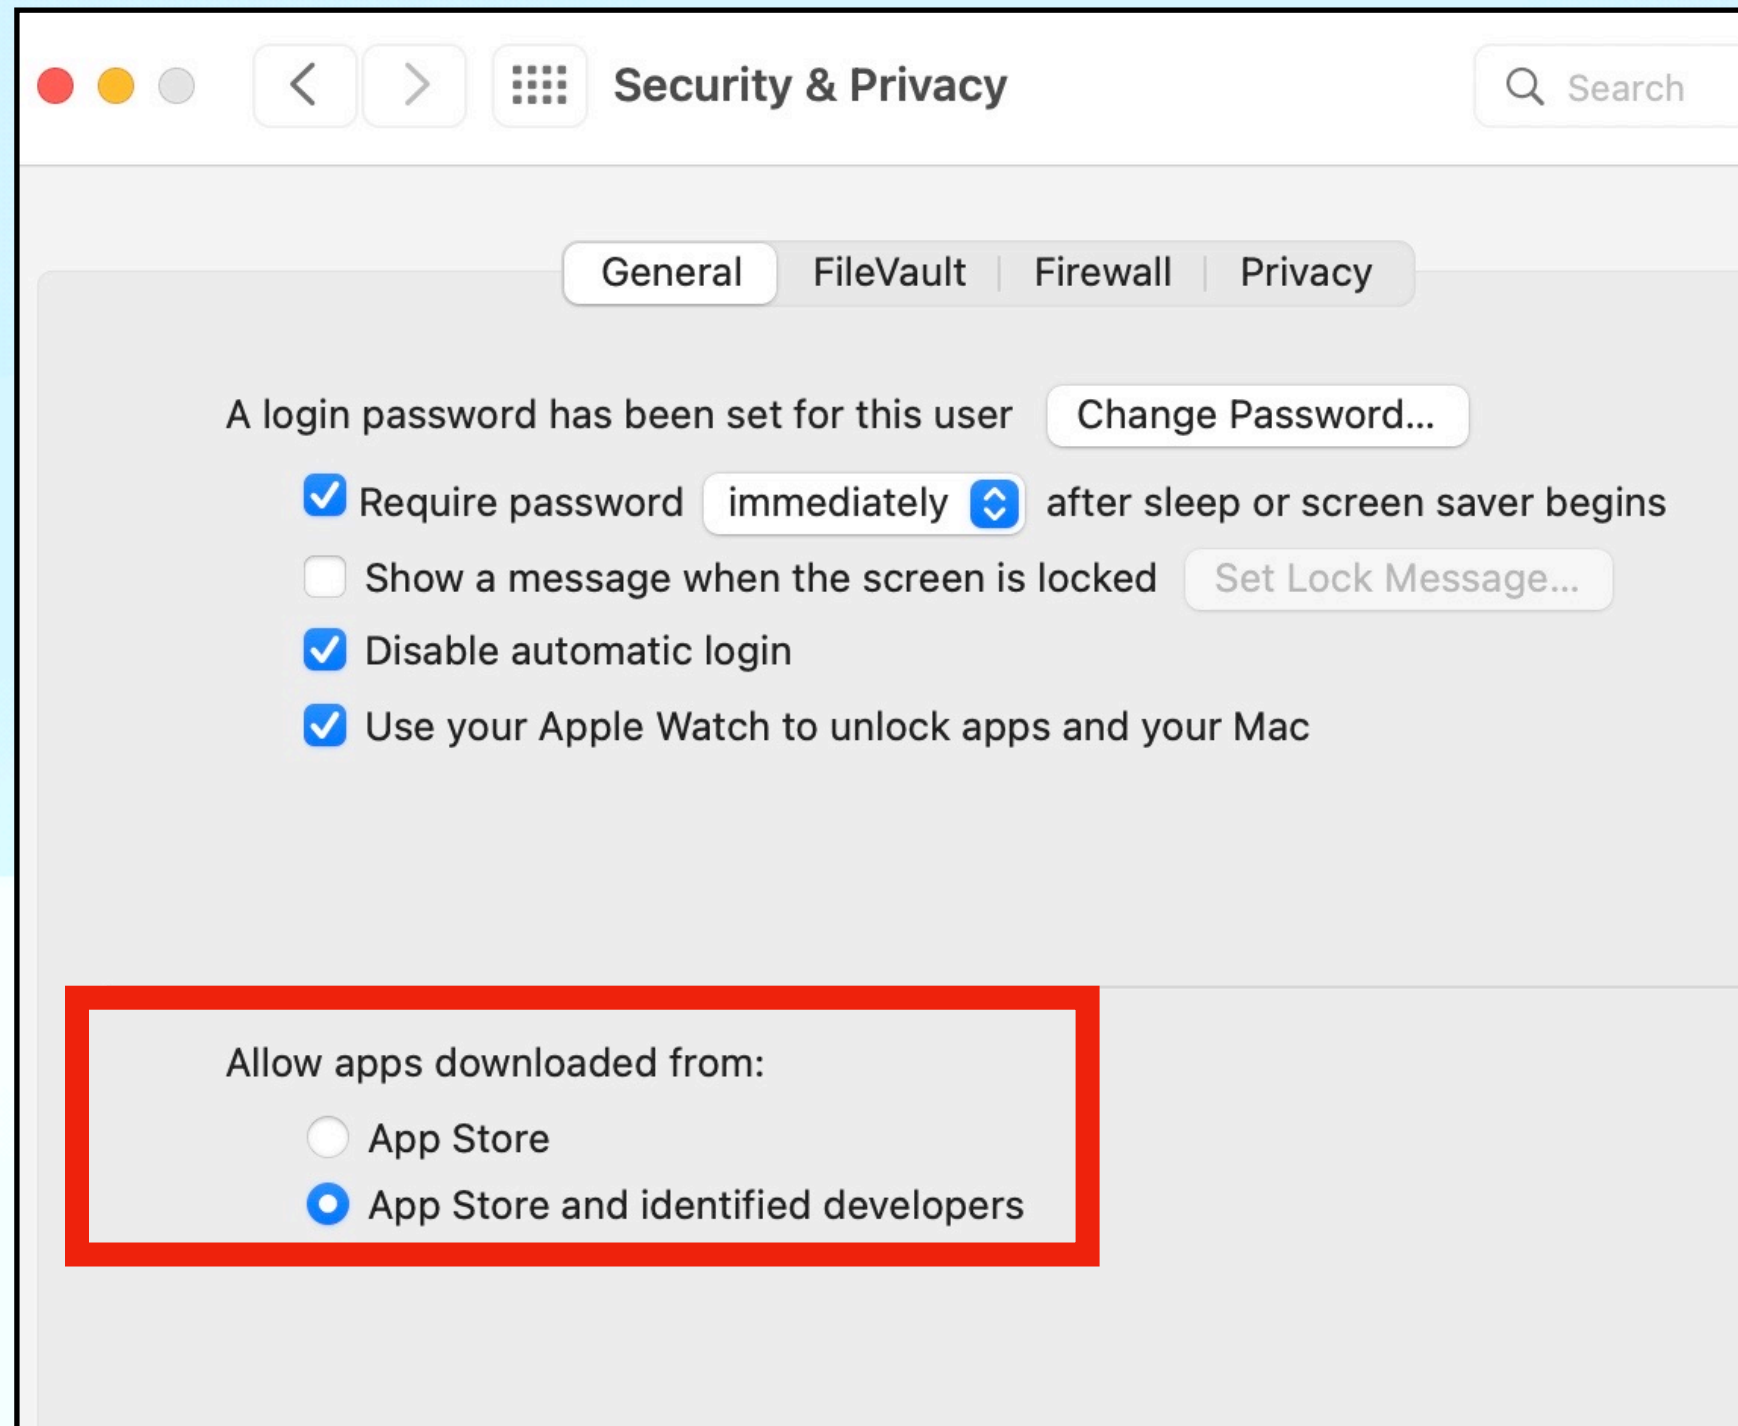 Security & Privacy
Search
General FileVault Firewall Privacy
A login password has been set for this user Change Password...
Require password immediately after sleep or screen saver begins
Show a message when the screen is locked Set Lock Message...
Disable automatic login
Use your Apple Watch to unlock apps and your Mac
Allow apps downloaded from:
App Store
App Store and identified developers